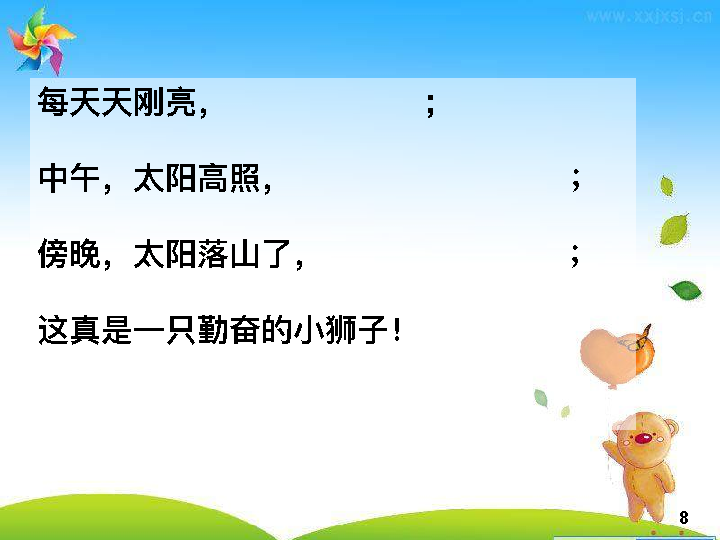 www.xxjxsj.cn
每天天刚亮， ；
中午，太阳高照， ；
傍晚，太阳落山了， ；
这真是一只勤奋的小狮子！
8